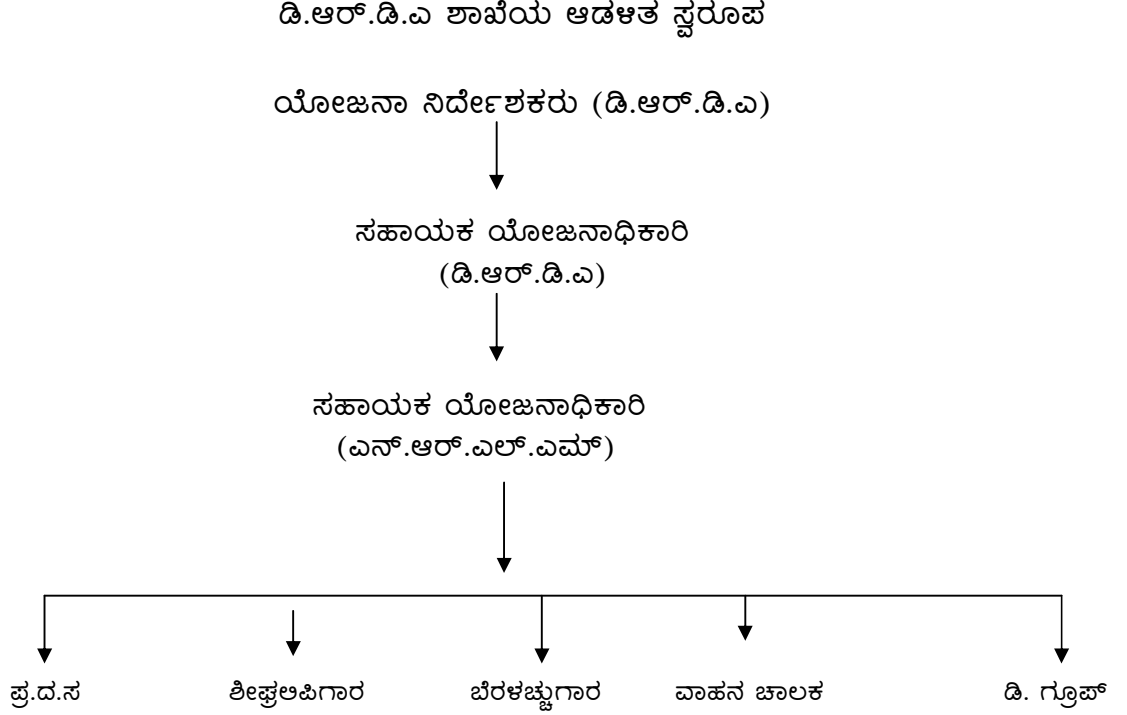 ಡಿ.ಆರ್.ಡಿ.ಎ ಶಾಖೆಯ ಆಡಳಿತ ಸ್ವರೂಪ
ಯೋಜನಾ ನಿರ್ದೇಶಕರು (ಡಿ.ಆರ್.ಡಿ.ಎ)
ಸಹಾಯಕ ಯೋಜನಾಧಿಕಾರಿ
(ಡಿ.ಆರ್.ಡಿ.ಎ)
ಸಹಾಯಕ ಯೋಜನಾಧಿಕಾರಿ
(ಎನ್.ಆರ್.ಎಲ್.ಎಮ್)
ಪ್ರ.ದ.ಸ ಶೀಘ್ರಲಿಪಿಗಾರ ಬೆರಳಚ್ಚುಗಾರ ವಾಹನ ಚಾಲಕ ಡಿ. ಗ್ರೂಪ್